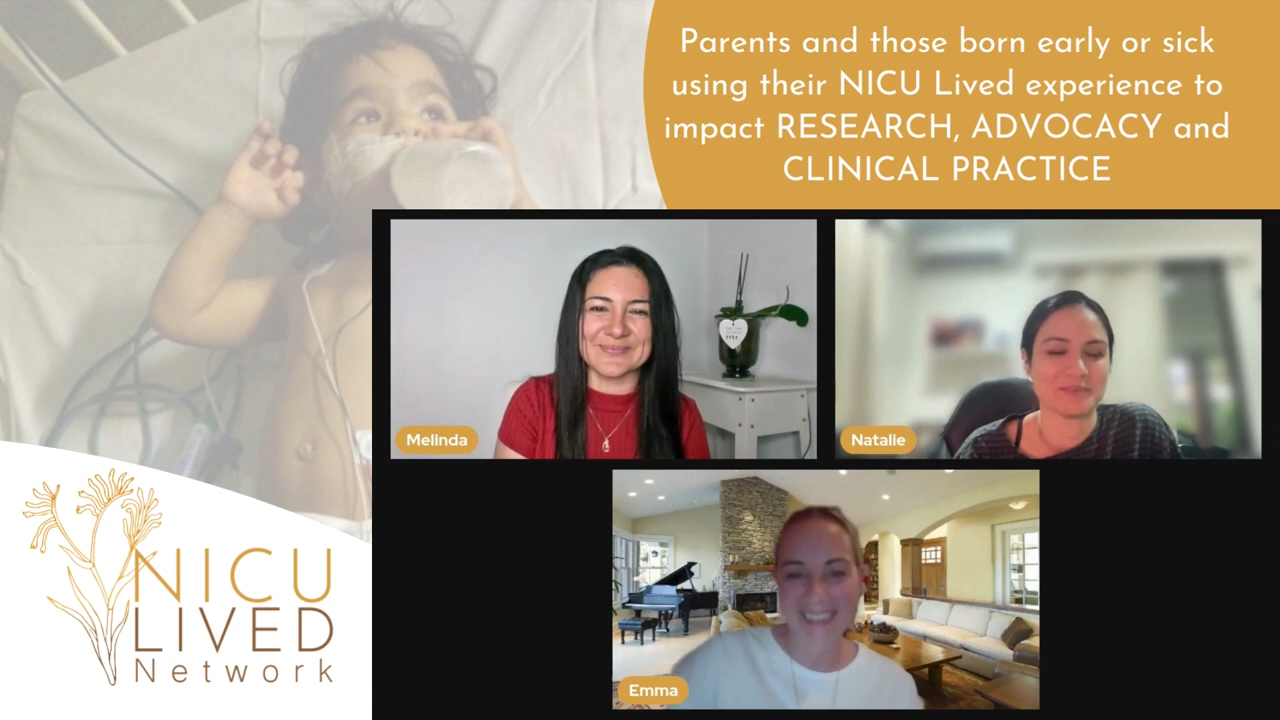 Parents and those born early or sick
using their NICU Lived experience to
impact RESEARCH, ADVOCACY and
CLINICAL PRACTICE
Melinda
Natalie
Emma
NICU
LIVED
Network